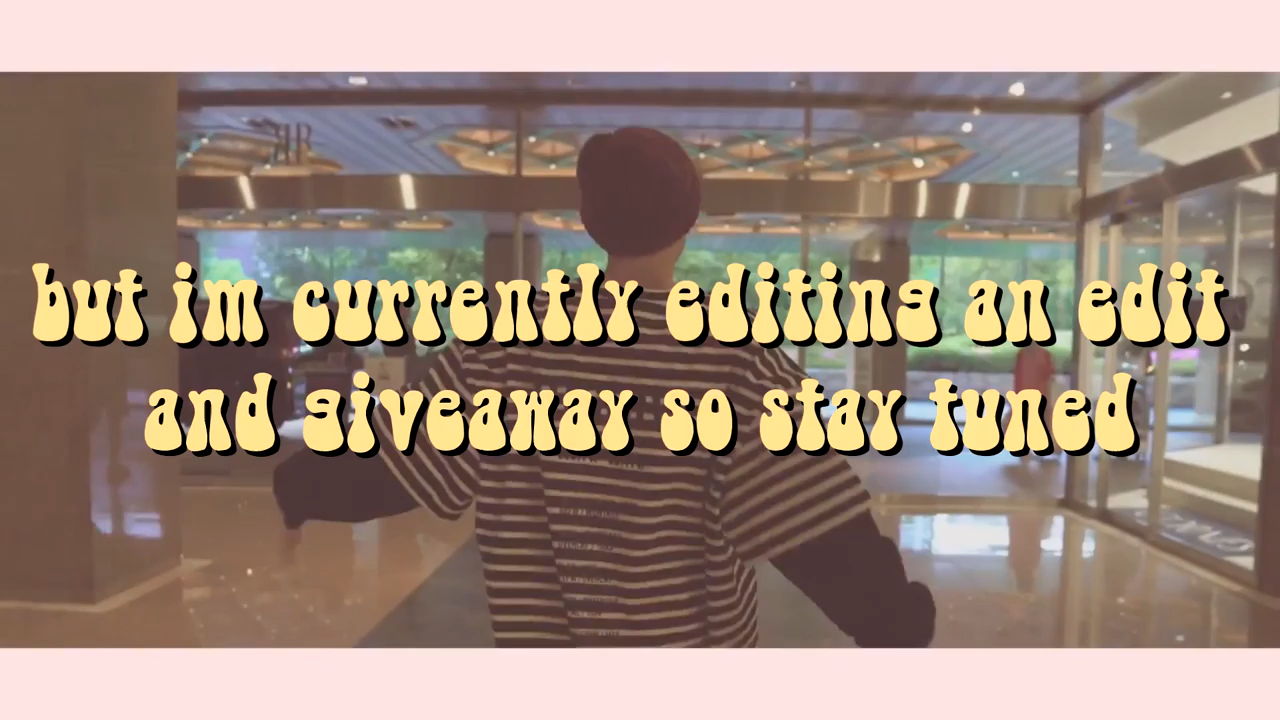 but im currently editing an edit
and giveaway so stay tuned